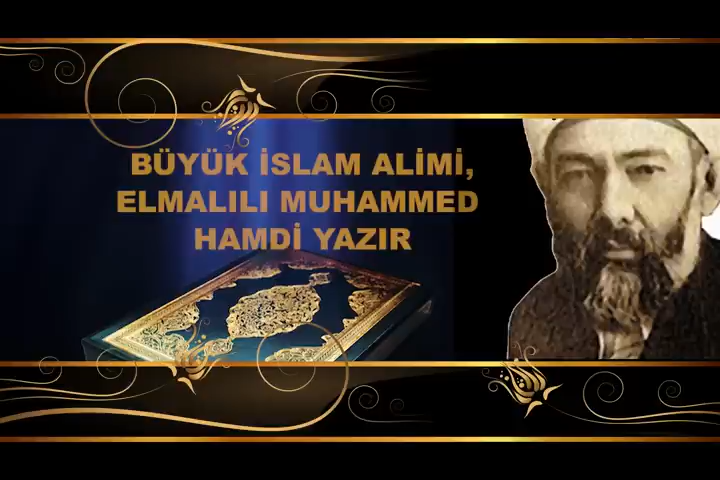 BÜYÜK İSLAM ALİMİ,
ELMALILI MUHAMMED
HAMDİ YAZIR